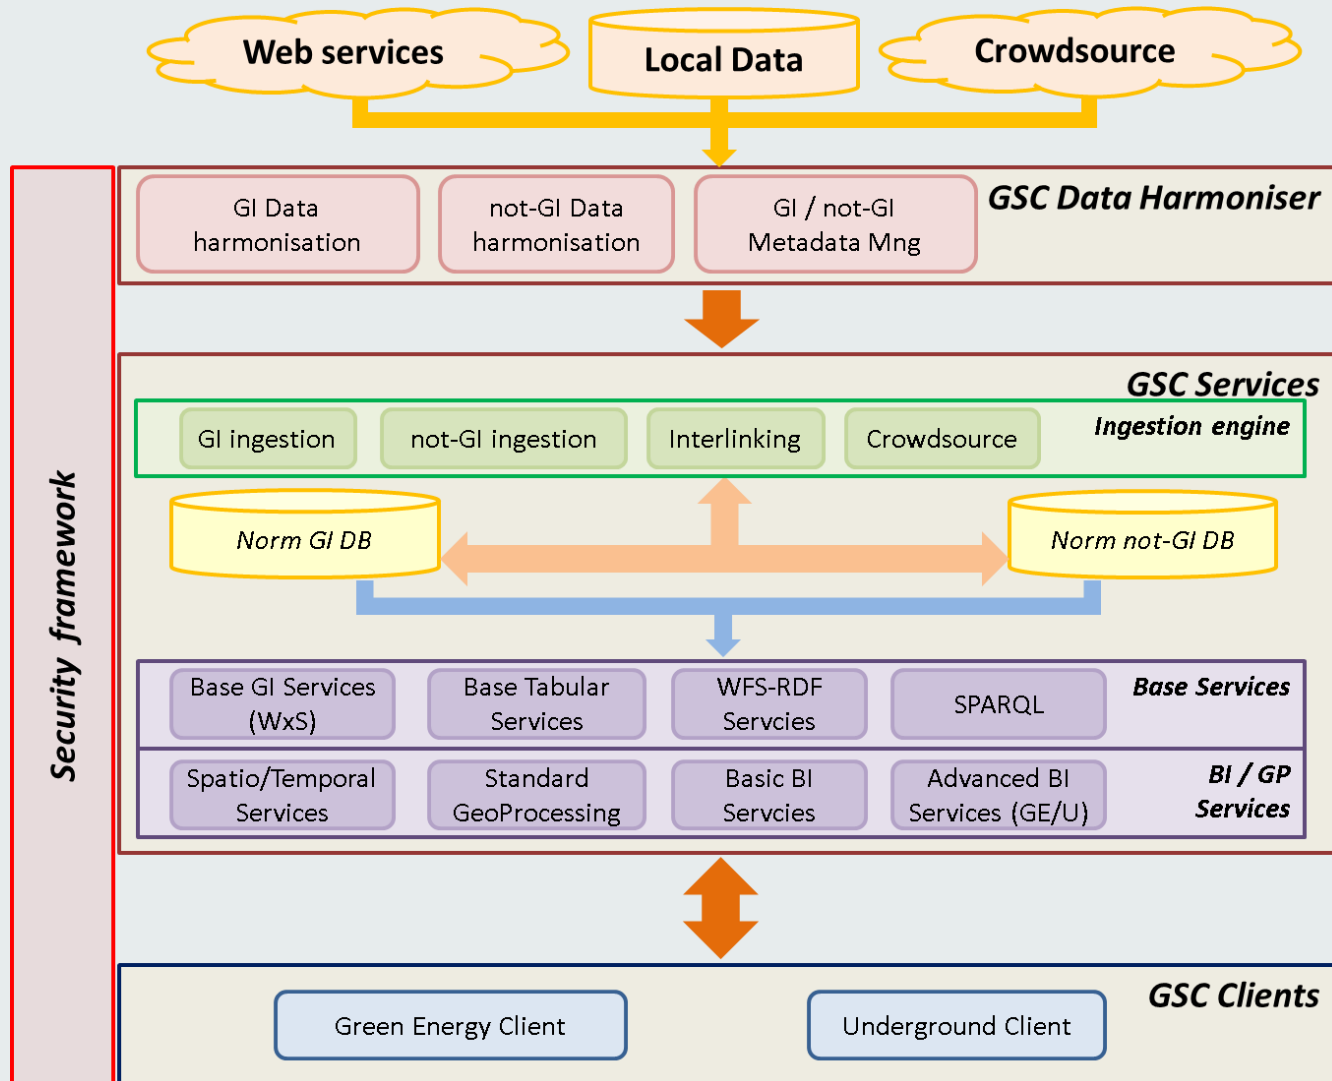 Web services
Local Data
Crowdsource
GSC Data Harmoniser
GI Data
harmonisation
not-GI Data
harmonisation
GI / not-GI
Metadata Mng
Security framework
GSC Services
Ingestion engine
GI ingestion
not-GI ingestion
Interlinking
Crowdsource
Norm GI DB
Norm not-GI DB
Base GI Services
(WxS)
Base Tabular
Services
WFS-RDF
Servcies
SPARQL
Base Services
Spatio/Temporal
Services
Standard
GeoProcessing
Basic BI
Servcies
Advanced BI
Services (GE/U)
BI / GP
Services
GSC Clients
Green Energy Client
Underground Client